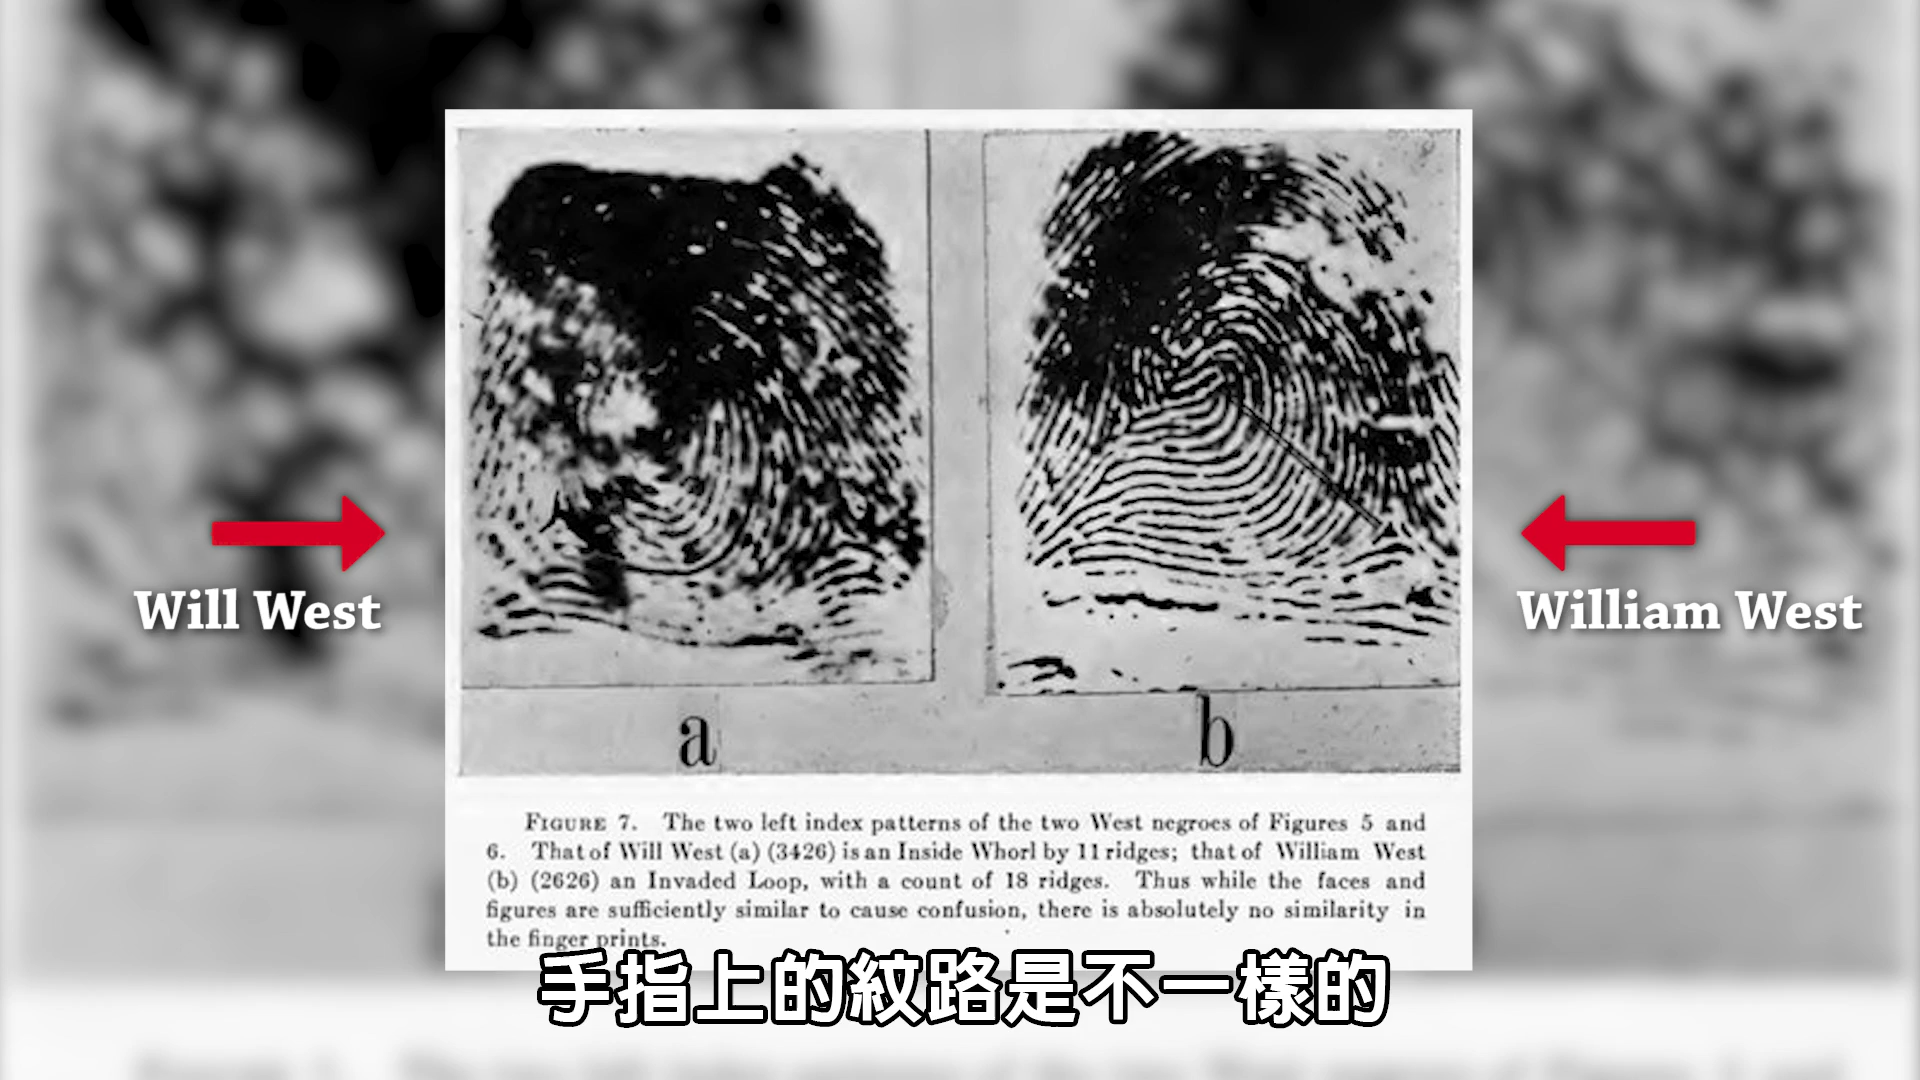 Will West
William West
a
b
FIGURE 7. The two left index patterns of the two West negroes of Figures 5 and
6. That of Will West (a) (3426) is an Inside Whorl by 11 ridges; that of William West
(b) (2626) an Invaded Loop, with a count of 18 ridges. Thus while the faces and
figures are sufficiently similar to cause confusion, there is absolutely no similarity in
the finger prints.
手指上的紋路是不一樣的